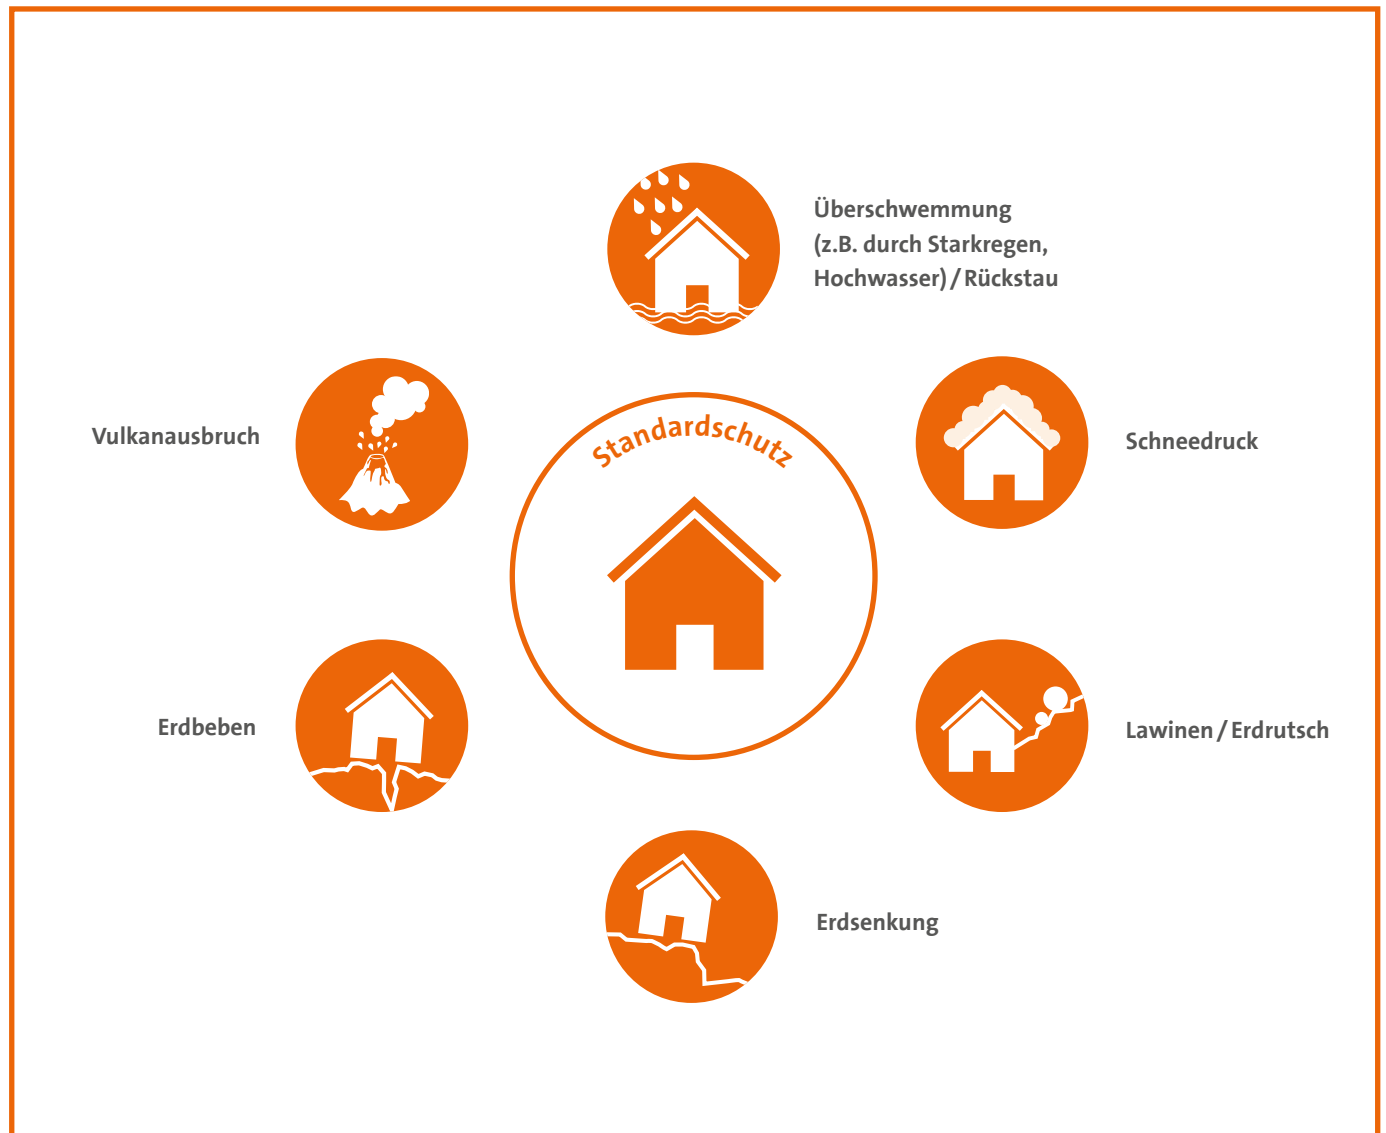 Überschwemmung
(z.B. durch Starkregen,
Hochwasser) / Rückstau
Vulkanausbruch
Standardschutz
Schneedruck
Erdbeben
Lawinen / Erdrutsch
Erdsenkung